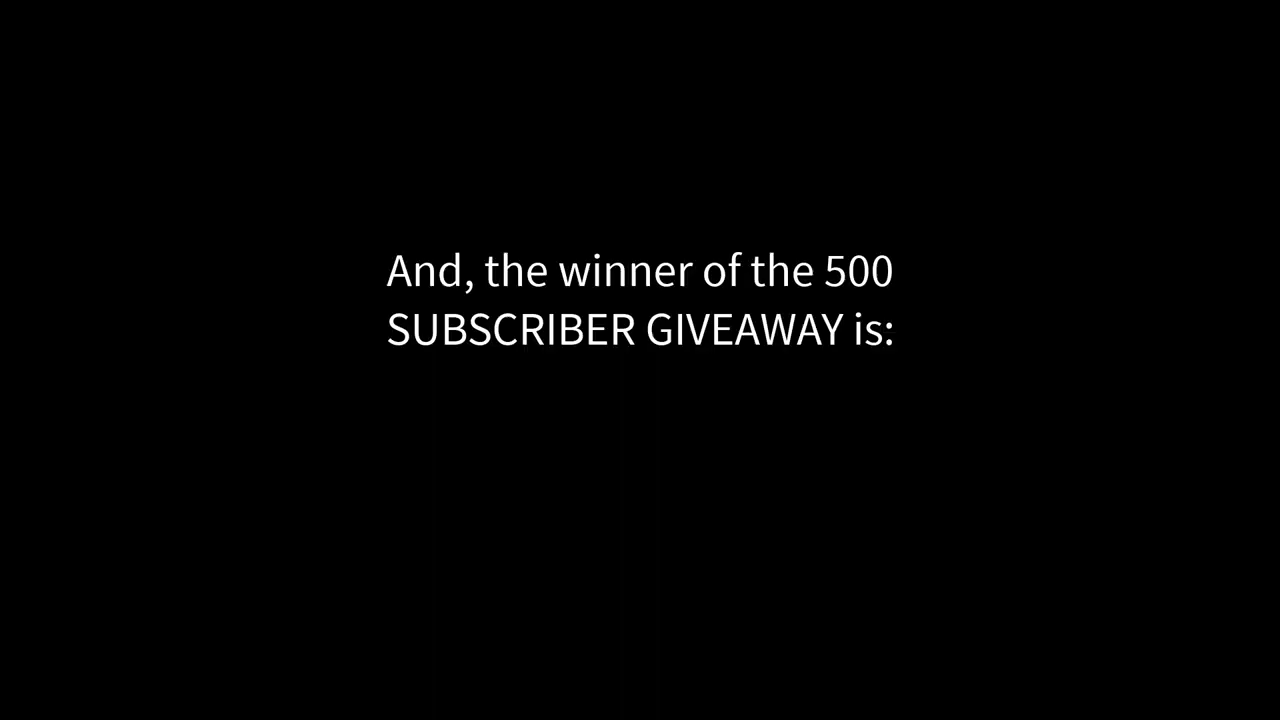 And, the winner of the 500
SUBSCRIBER GIVEAWAY is: